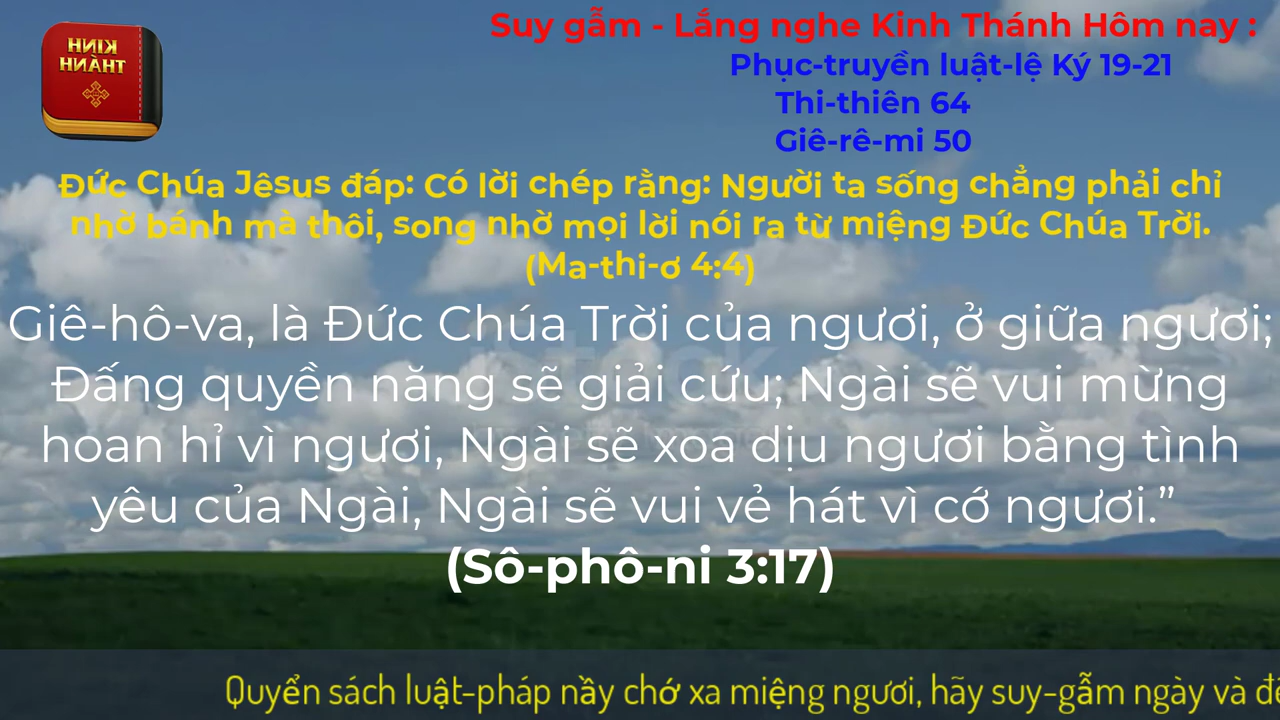 KINH
THÁNH
Suy gẫm - Lắng nghe Kinh Thánh Hôm nay :
Phục-truyền luật-lệ Ký 19-21
Thi-thiên 64
Giê-rê-mi 50
Đức Chúa Jêsus đáp: Có lời chép rằng: Người ta sống chẳng phải chỉ
nhờ bánh mà thôi, song nhờ mọi lời nói ra từ miệng Đức Chúa Trời.
(Ma-thi-ơ 4:4)
Giê-hô-va, là Đức Chúa Trời của ngươi, ở giữa ngươi;
Đấng quyền năng sẽ giải cứu; Ngài sẽ vui mừng
hoan hỉ vì ngươi, Ngài sẽ xoa dịu ngươi bằng tình
yêu của Ngài, Ngài sẽ vui vẻ hát vì cớ ngươi.”
(Sô-phô-ni 3:17)
Quyển sách luật-pháp nầy chớ xa miệng ngươi, hãy suy-gẫm ngày và